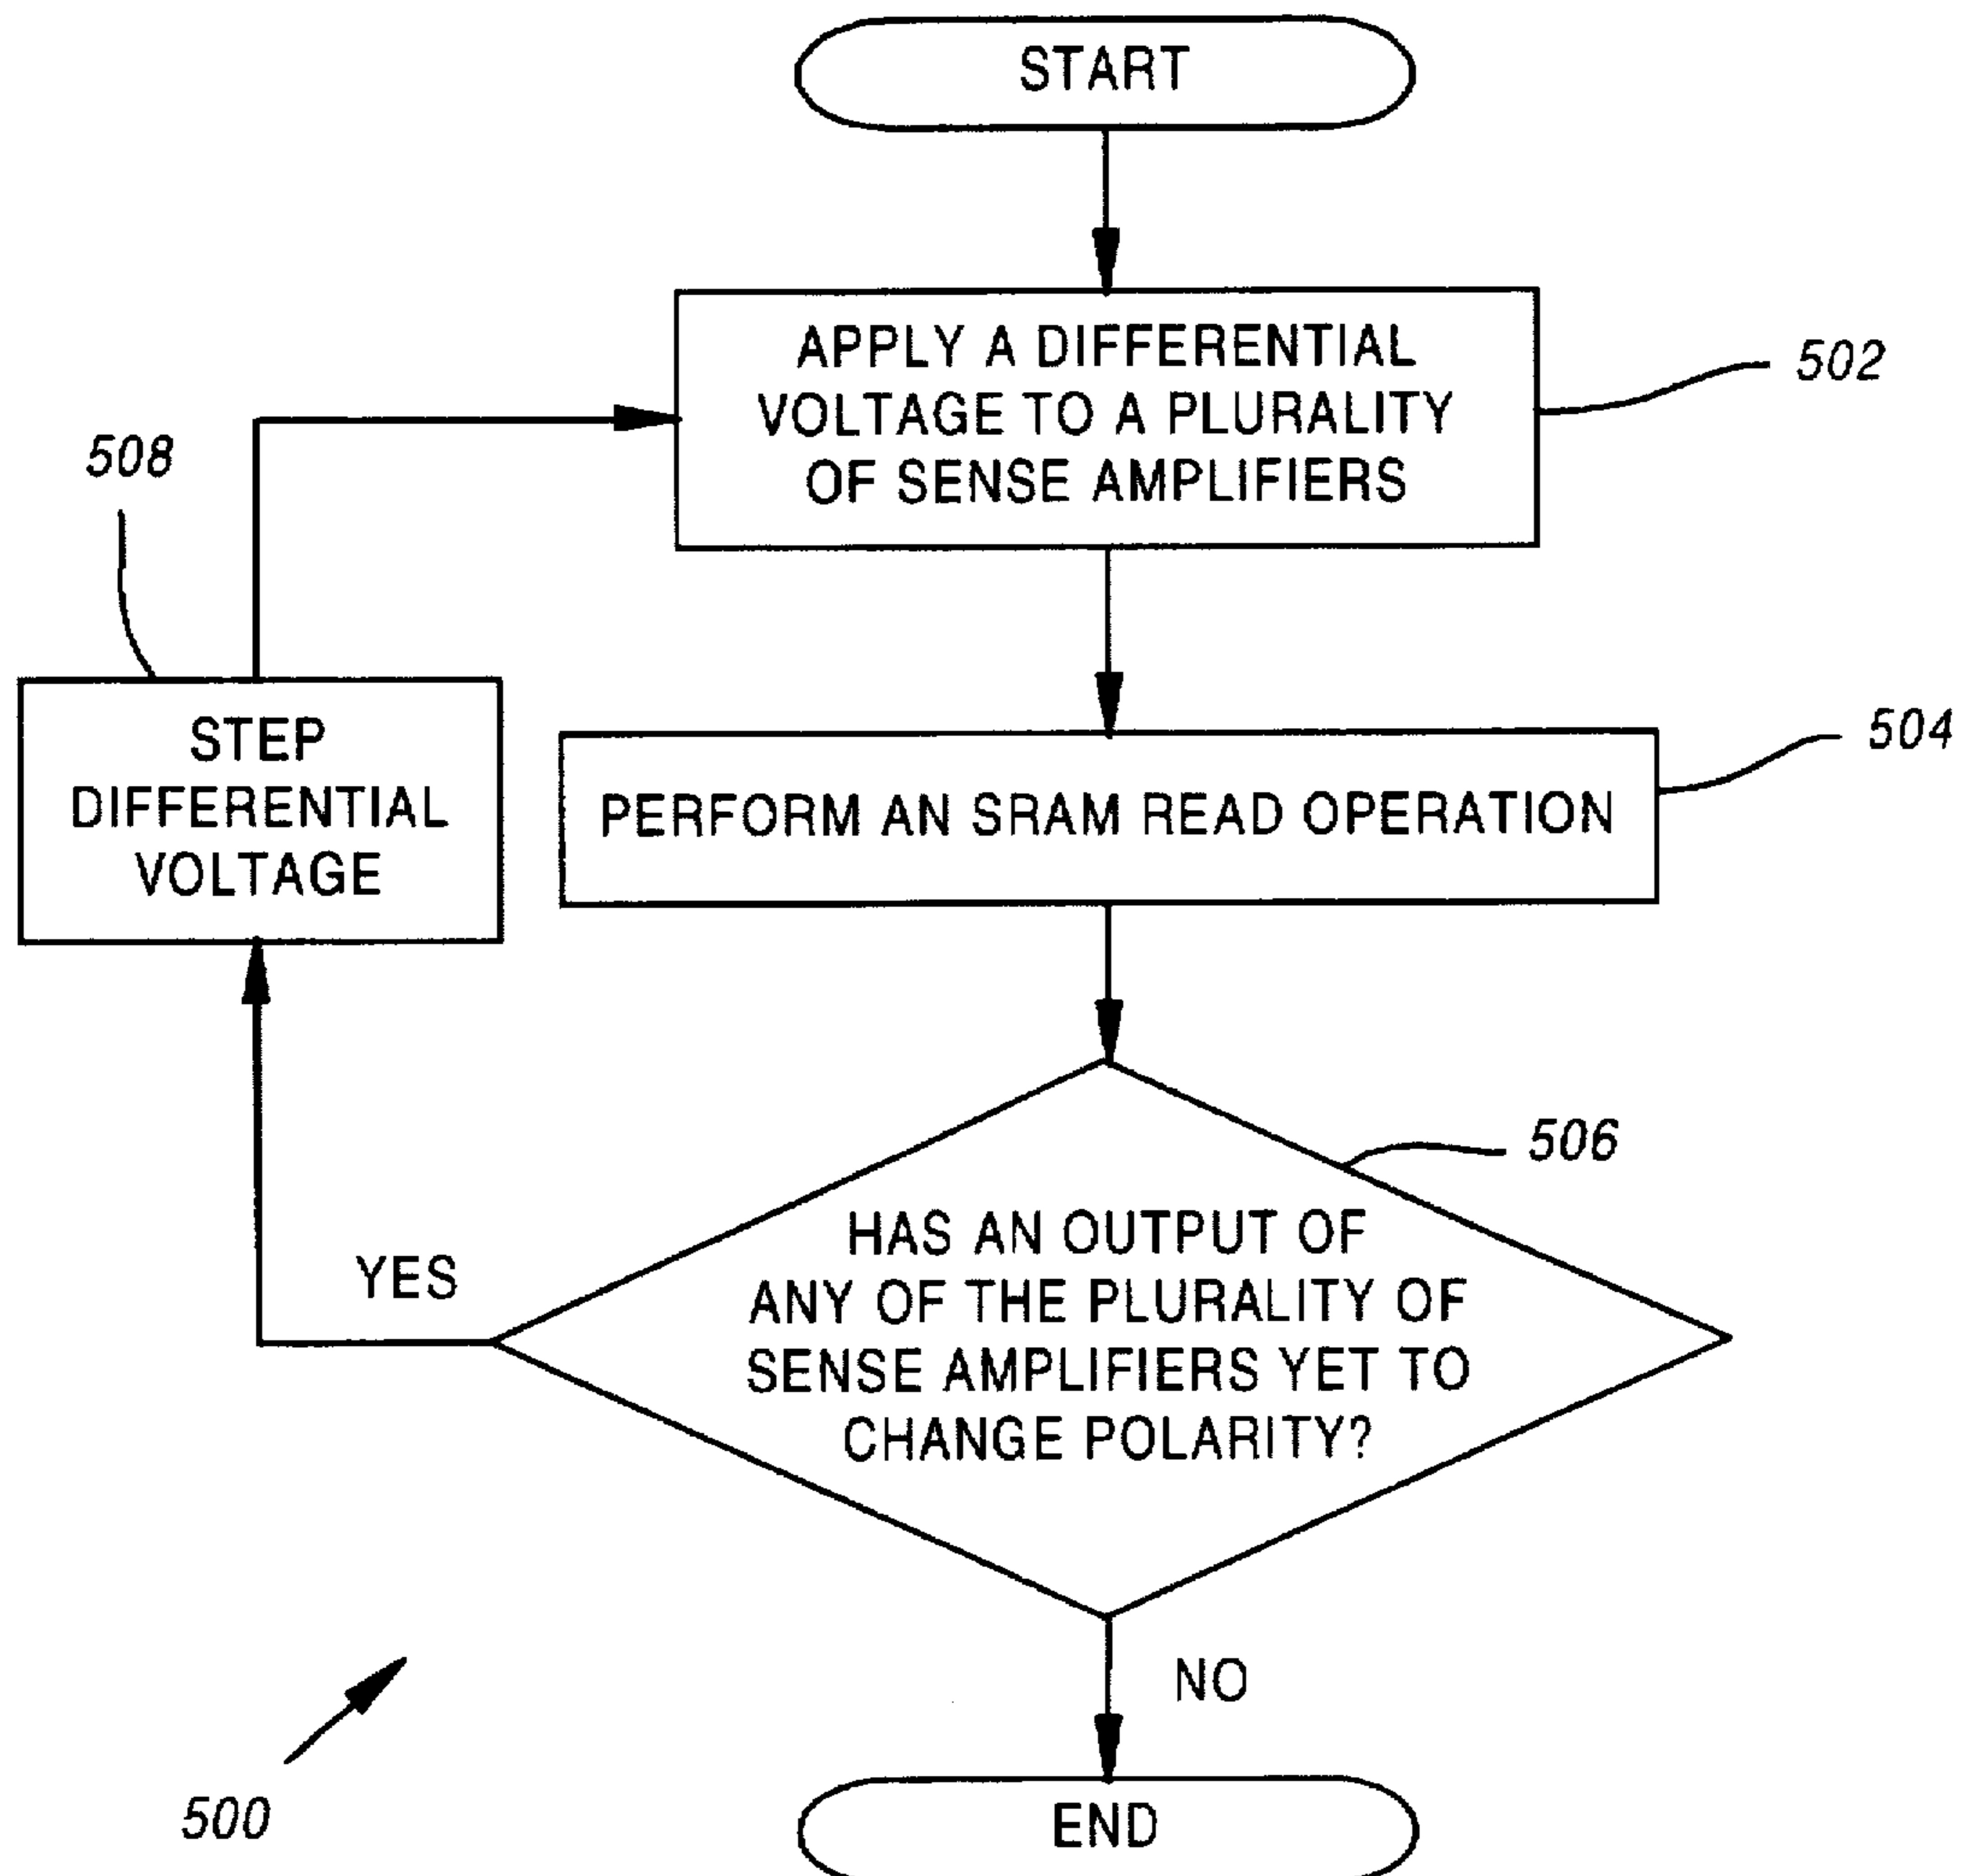 START
APPLY A DIFFERENTIAL
VOLTAGE TO A PLURALITY
OF SENSE AMPLIFIERS
502
508
STEP
DIFFERENTIAL
VOLTAGE
PERFORM AN SRAM READ OPERATION
504
506
HAS AN OUTPUT OF
ANY OF THE PLURALITY OF
SENSE AMPLIFIERS YET TO
CHANGE POLARITY?
YES
NO
500
END